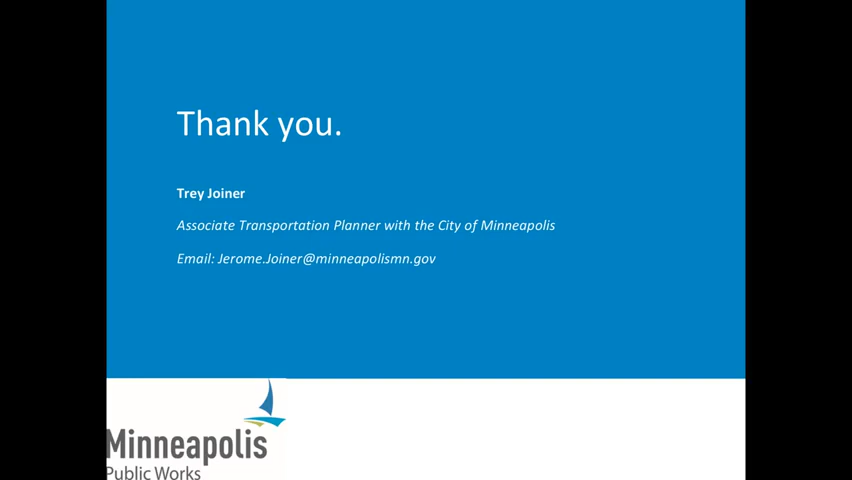 Thank you.
Trey Joiner
Associate Transportation Planner with the City of Minneapolis
Email: Jerome.Joiner@minneapolismn.gov
Minneapolis
Public Works